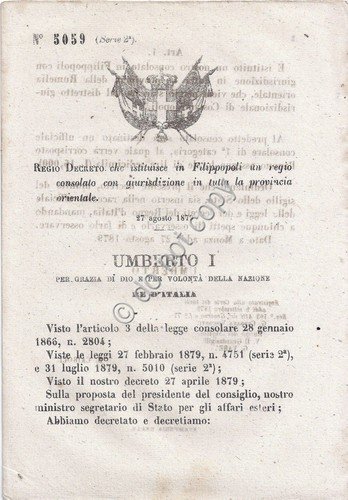 N° 5059 (Serie 2ª)
REGIO DECRETO che istituisce in Filippopoli un regio
consolato con giurisdizione in tutta la provincia
orientale.
27 agosto 1879
UMBERTO I
PER GRAZIA DI DIO E PER VOLONTÀ DELLA NAZIONE
RE D'ITALIA
Visto l'articolo 3 della legge consolare 28 gennaio
1866, n. 2804;
Viste le leggi 27 febbraio 1879, n. 4751 (serie 2ª),
e 31 luglio 1879, n. 5010 (serie 2ª);
Visto il nostro decreto 27 aprile 1879;
Sulla proposta del presidente del consiglio, nostro
ministro segretario di Stato per gli affari esteri;
Abbiamo decretato e decretiamo: